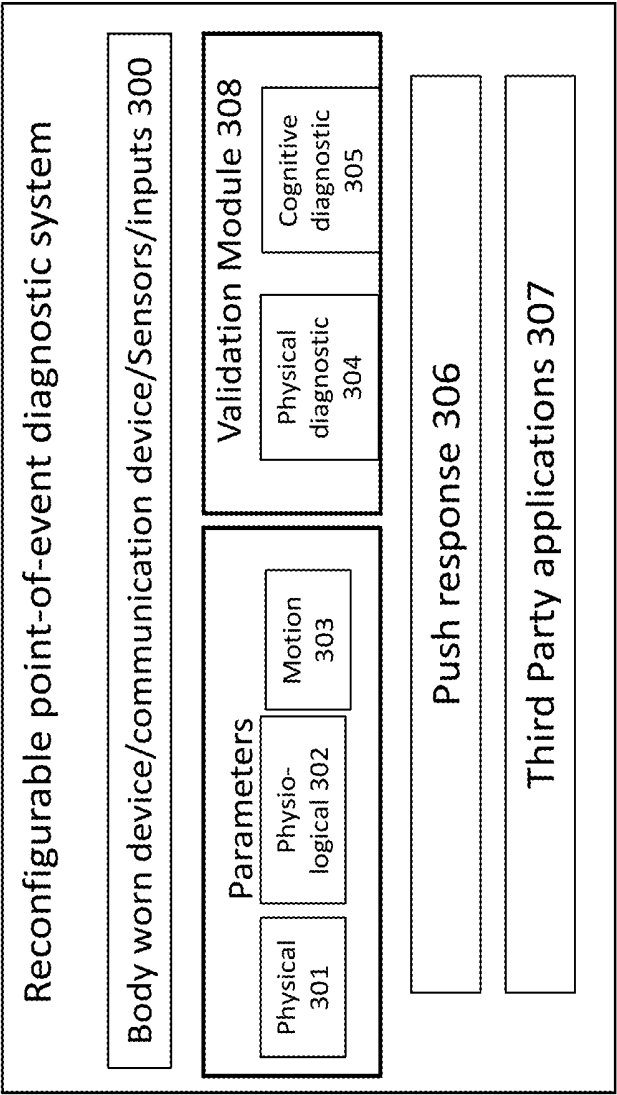 Reconfigurable point-of-event diagnostic system
Body worn device/communication device/Sensors/inputs 300
Parameters
Physical
301
Physio-
logical 302
Motion
303
Validation Module 308
Physical
diagnostic
304
Cognitive
diagnostic
305
Push response 306
Third Party applications 307